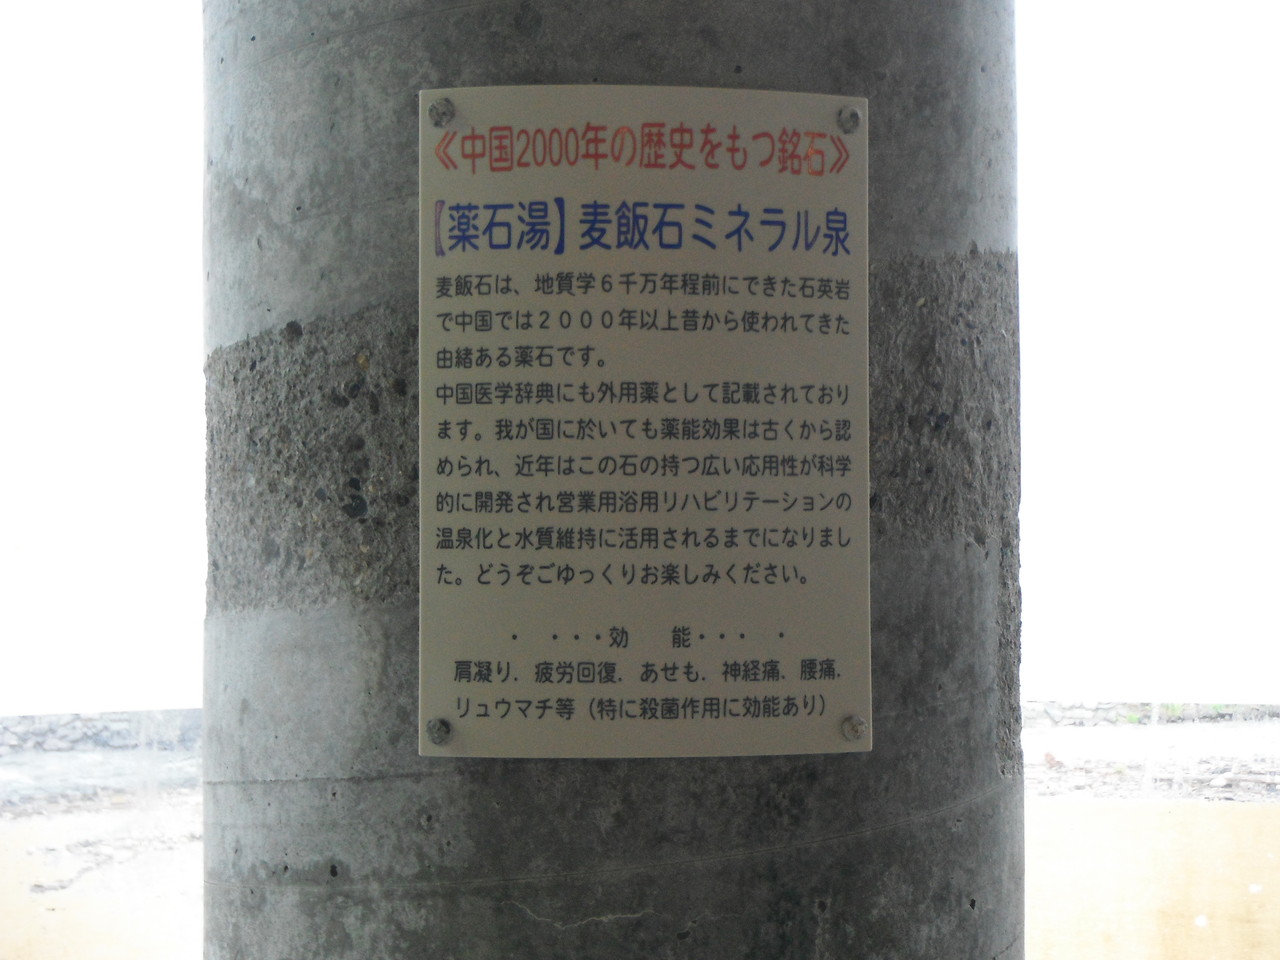 《中国2000年の歴史をもつ銘石》
【薬石湯】麦飯石ミネラル泉
麦飯石は、地質学６千万年程前にできた石英岩
で中国では２０００年以上昔から使われてきた
由緒ある薬石です。
中国医学辞典にも外用薬として記載されており
ます。我が国に於いても薬能効果は古くから認
められ、近年はこの石の持つ広い応用性が科学
的に開発され営業用浴用リハビリテーションの
温泉化と水質維持に活用されるまでになりまし
た。どうぞごゆっくりお楽しみください。
・ ・・・効 能・・・ ・
肩凝り．疲労回復．あせも．神経痛．腰痛．
リュウマチ等（特に殺菌作用に効能あり）